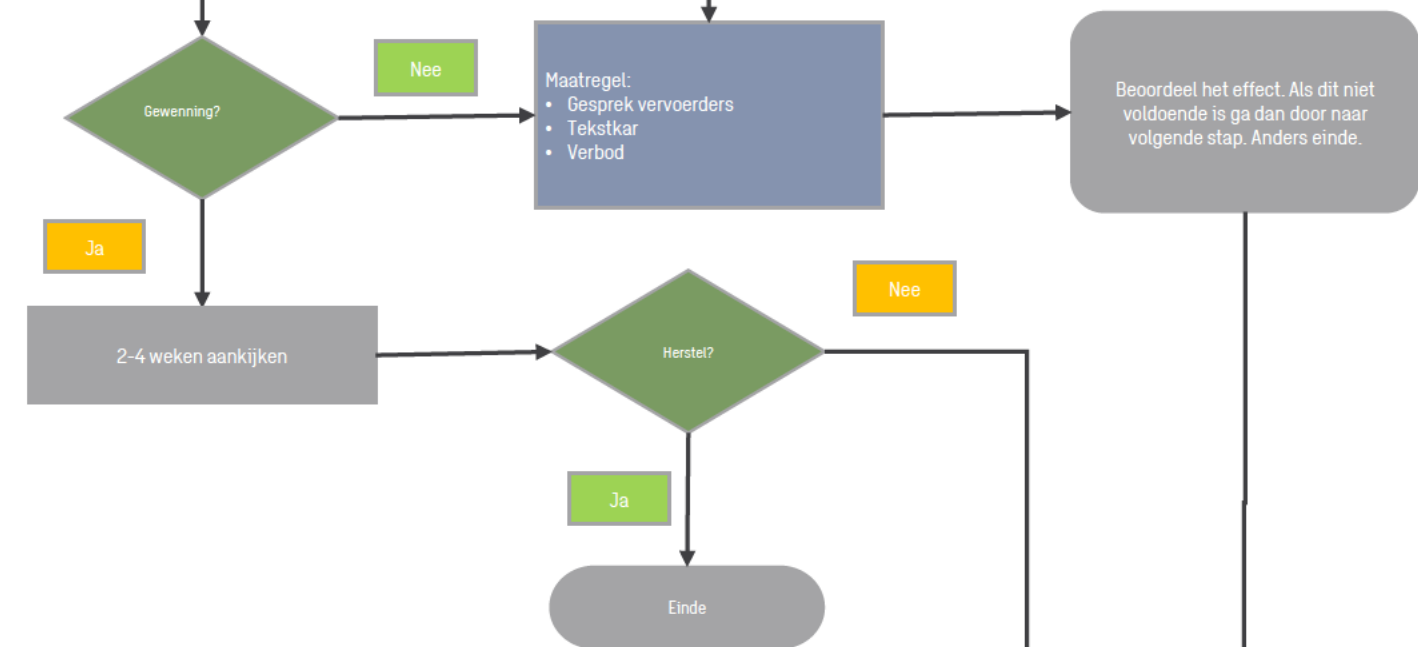 Gewenning?
Nee
Maatregel:
• Gesprek vervoerders
• Tekstkar
• Verbod
Beoordeel het effect. Als dit niet
voldoende is ga dan door naar
volgende stap. Anders einde.
Ja
2-4 weken aankijken
Herstel?
Nee
Ja
Einde